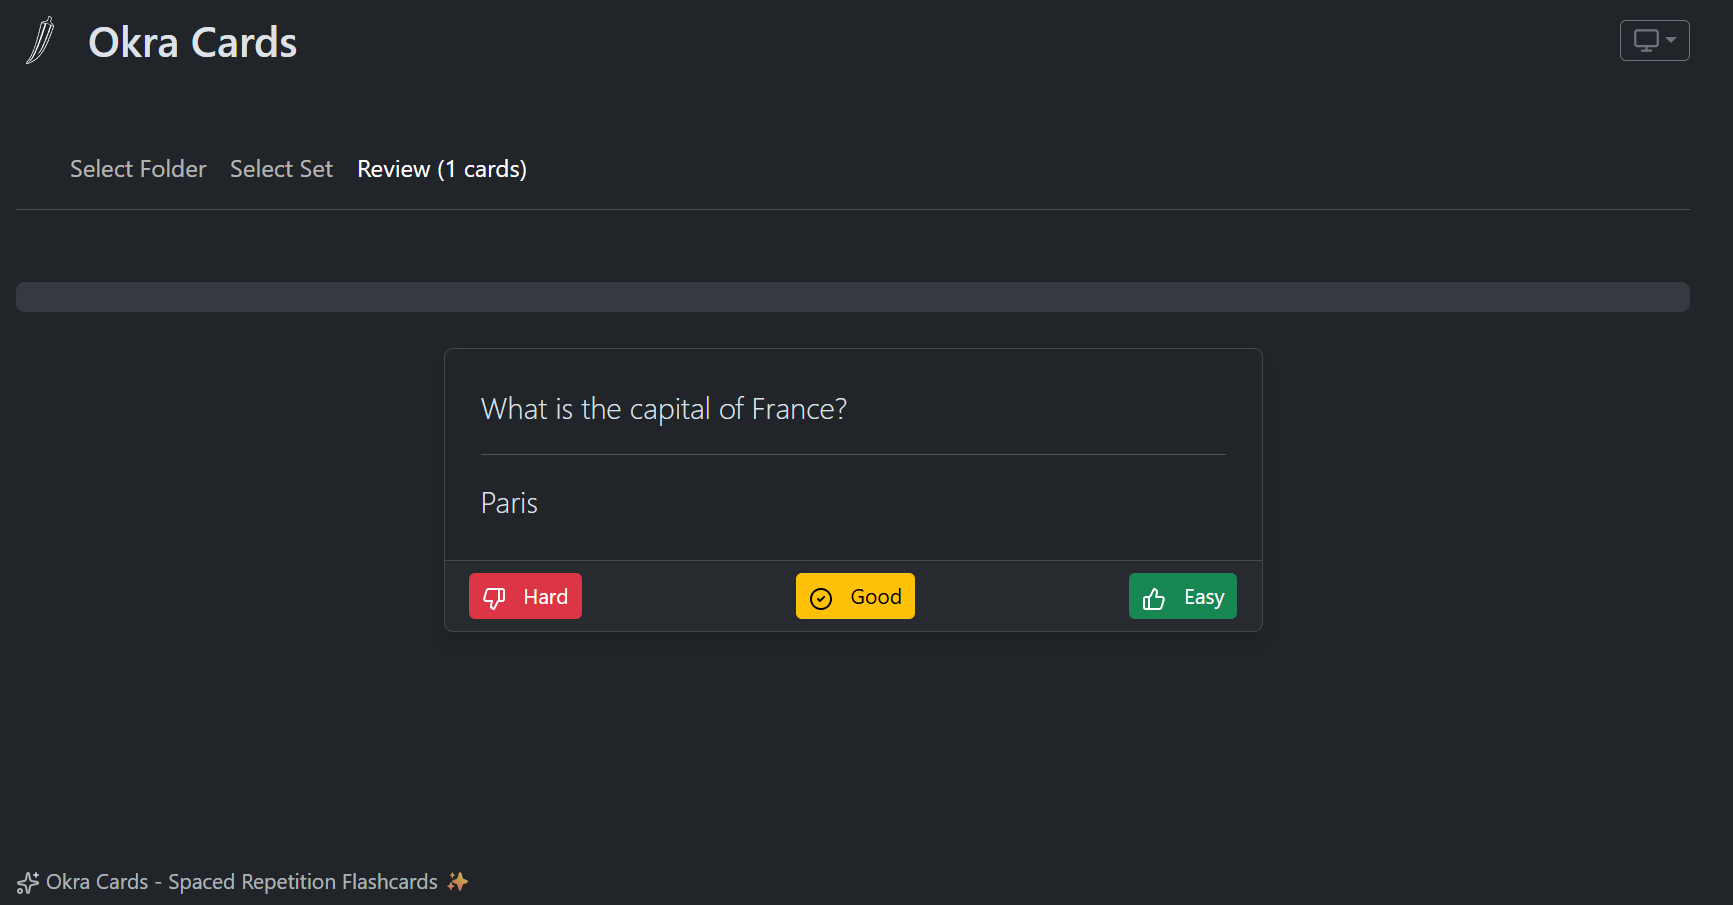 Okra Cards
Select Folder Select Set Review (1 cards)
What is the capital of France?
Paris
Hard Good Easy
Okra Cards - Spaced Repetition Flashcards ✨